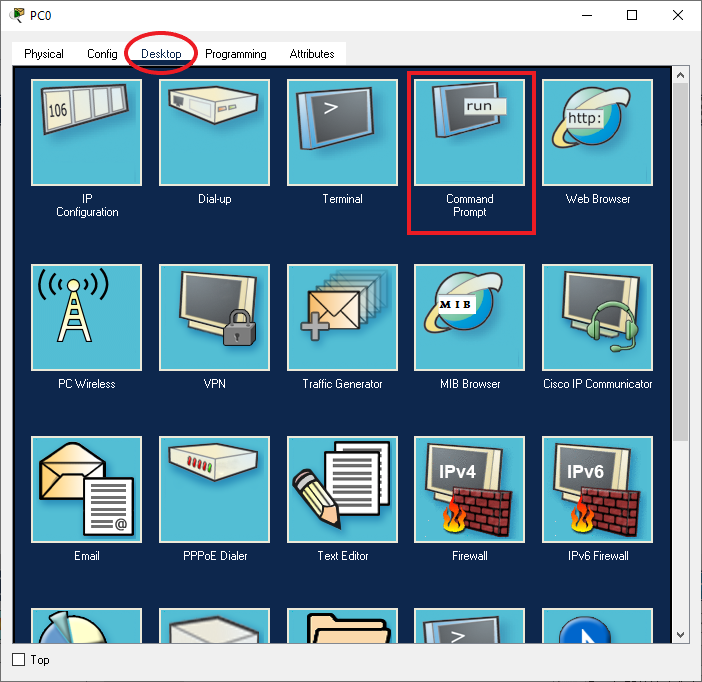 PC0
Physical Config Desktop Programming Attributes
106
>
run
http:
IP
Configuration
Dial-up
Terminal
Command
Prompt
Web Browser
MIB
PC Wireless
VPN
Traffic Generator
MIB Browser
Cisco IP Communicator
@
IPv4
IPv6
Email
PPPoE Dialer
Text Editor
Firewall
IPv6 Firewall
>
Top